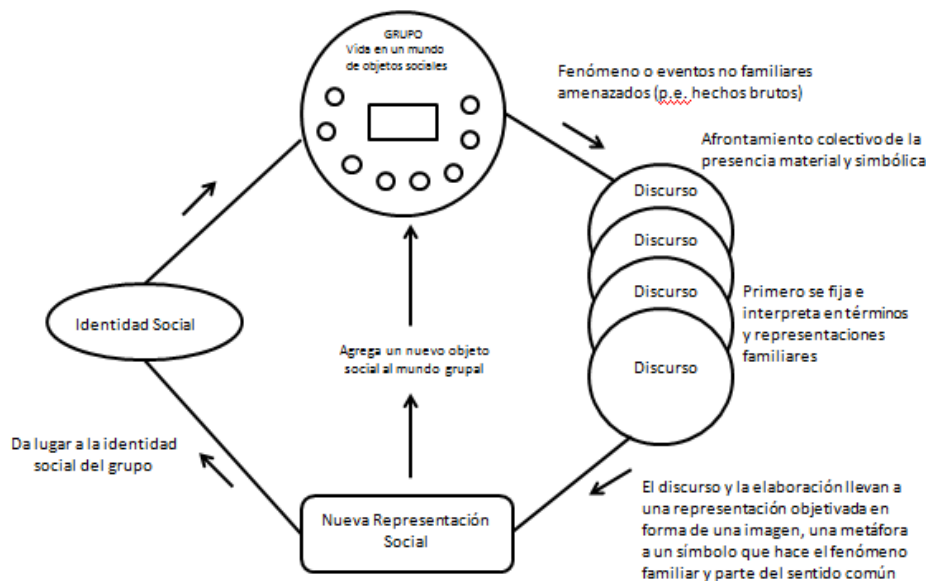 GRUPO
Vida en un mundo
de objetos sociales
Fenómeno o eventos no familiares
amenazados (p.e. hechos brutos)
Afrontamiento colectivo de la
presencia material y simbólica
Discurso
Discurso
Discurso
Discurso
Primero se fija e
interpreta en términos
y representaciones
familiares
Identidad Social
Agrega un nuevo objeto
social al mundo grupal
Da lugar a la identidad
social del grupo
Nueva Representación
Social
El discurso y la elaboración llevan a
una representación objetivada en
forma de una imagen, una metáfora
a un símbolo que hace el fenómeno
familiar y parte del sentido común